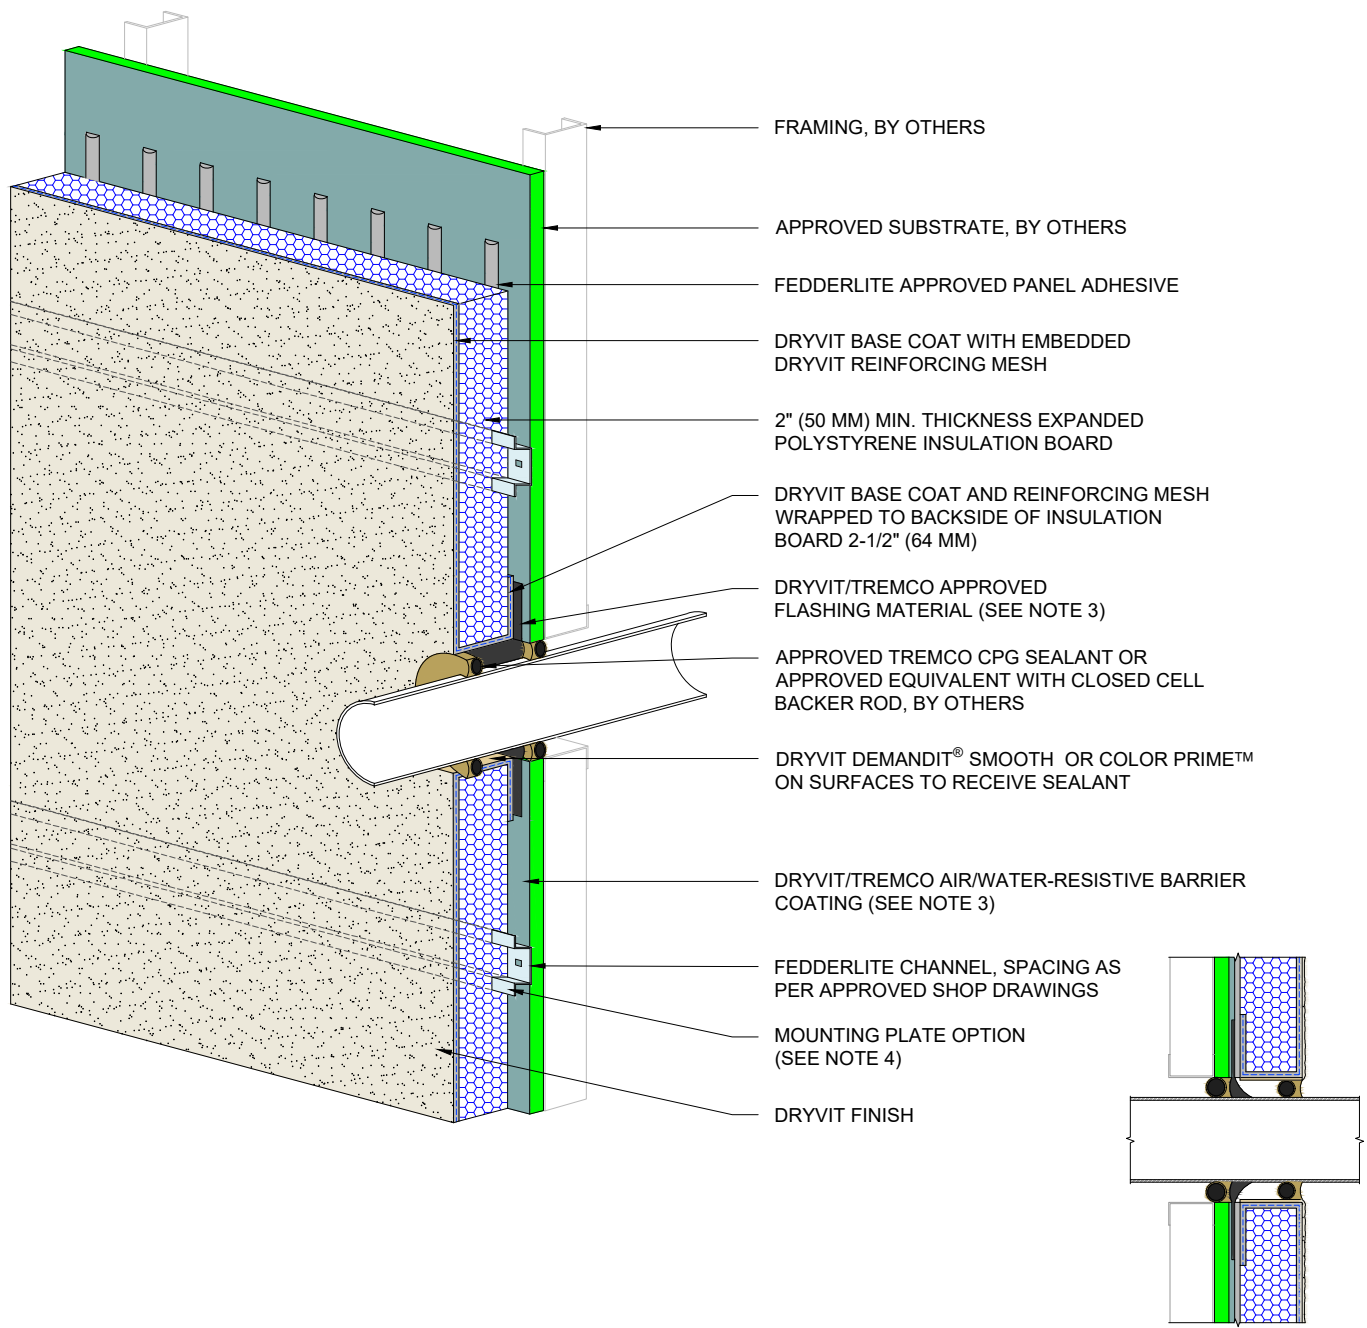 FRAMING, BY OTHERS
APPROVED SUBSTRATE, BY OTHERS
FEDDERLITE APPROVED PANEL ADHESIVE
DRYVIT BASE COAT WITH EMBEDDED
DRYVIT REINFORCING MESH
2" (50 MM) MIN. THICKNESS EXPANDED
POLYSTYRENE INSULATION BOARD
DRYVIT BASE COAT AND REINFORCING MESH
WRAPPED TO BACKSIDE OF INSULATION
BOARD 2-1/2" (64 MM)
DRYVIT/TREMCO APPROVED
FLASHING MATERIAL (SEE NOTE 3)
APPROVED TREMCO CPG SEALANT OR
APPROVED EQUIVALENT WITH CLOSED CELL
BACKER ROD, BY OTHERS
DRYVIT DEMANDIT® SMOOTH OR COLOR PRIME™
ON SURFACES TO RECEIVE SEALANT
DRYVIT/TREMCO AIR/WATER-RESISTIVE BARRIER
COATING (SEE NOTE 3)
FEDDERLITE CHANNEL, SPACING AS
PER APPROVED SHOP DRAWINGS
MOUNTING PLATE OPTION
(SEE NOTE 4)
DRYVIT FINISH